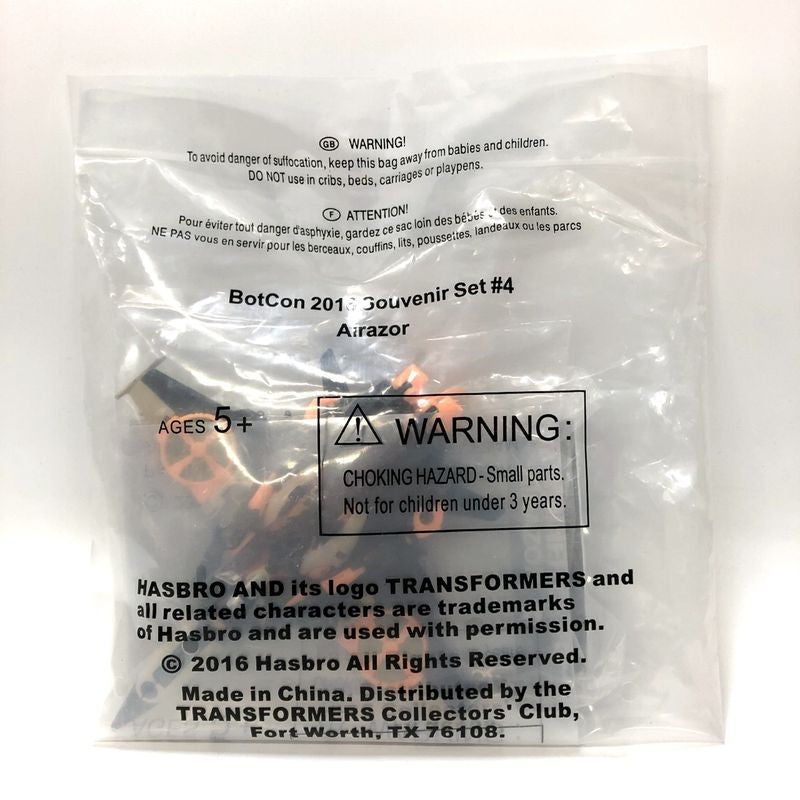 GB WARNING!
To avoid danger of suffocation, keep this bag away from babies and children.
DO NOT use in cribs, beds, carriages or playpens.
F ATTENTION!
Pour éviter tout danger d'asphyxie, gardez ce sac loin des bébés et des enfants.
NE PAS vous en servir pour les berceaux, couffins, lits, poussettes, landeaux ou les parcs
BotCon 2016 Souvenir Set #4
Airazor
AGES 5+
WARNING:
CHOKING HAZARD - Small parts.
Not for children under 3 years.
HASBRO AND its logo TRANSFORMERS and
all related characters are trademarks
of Hasbro and are used with permission.
© 2016 Hasbro All Rights Reserved.
Made in China. Distributed by the
TRANSFORMERS Collectors' Club,
Fort Worth, TX 76108.